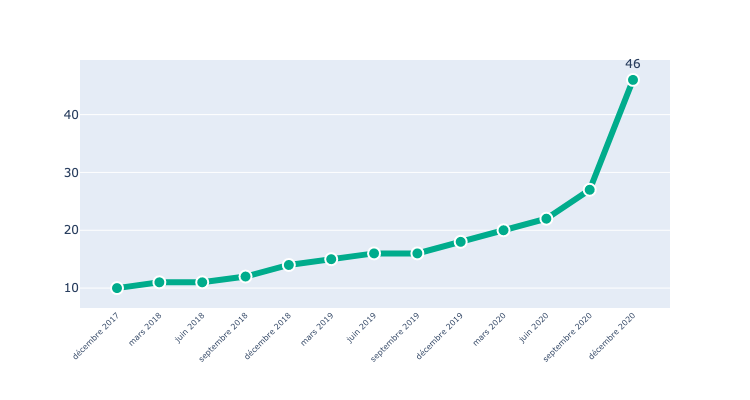 46
40
30
20
10
décembre 2017
mars 2018
juin 2018
septembre 2018
décembre 2018
mars 2019
juin 2019
septembre 2019
décembre 2019
mars 2020
juin 2020
septembre 2020
décembre 2020